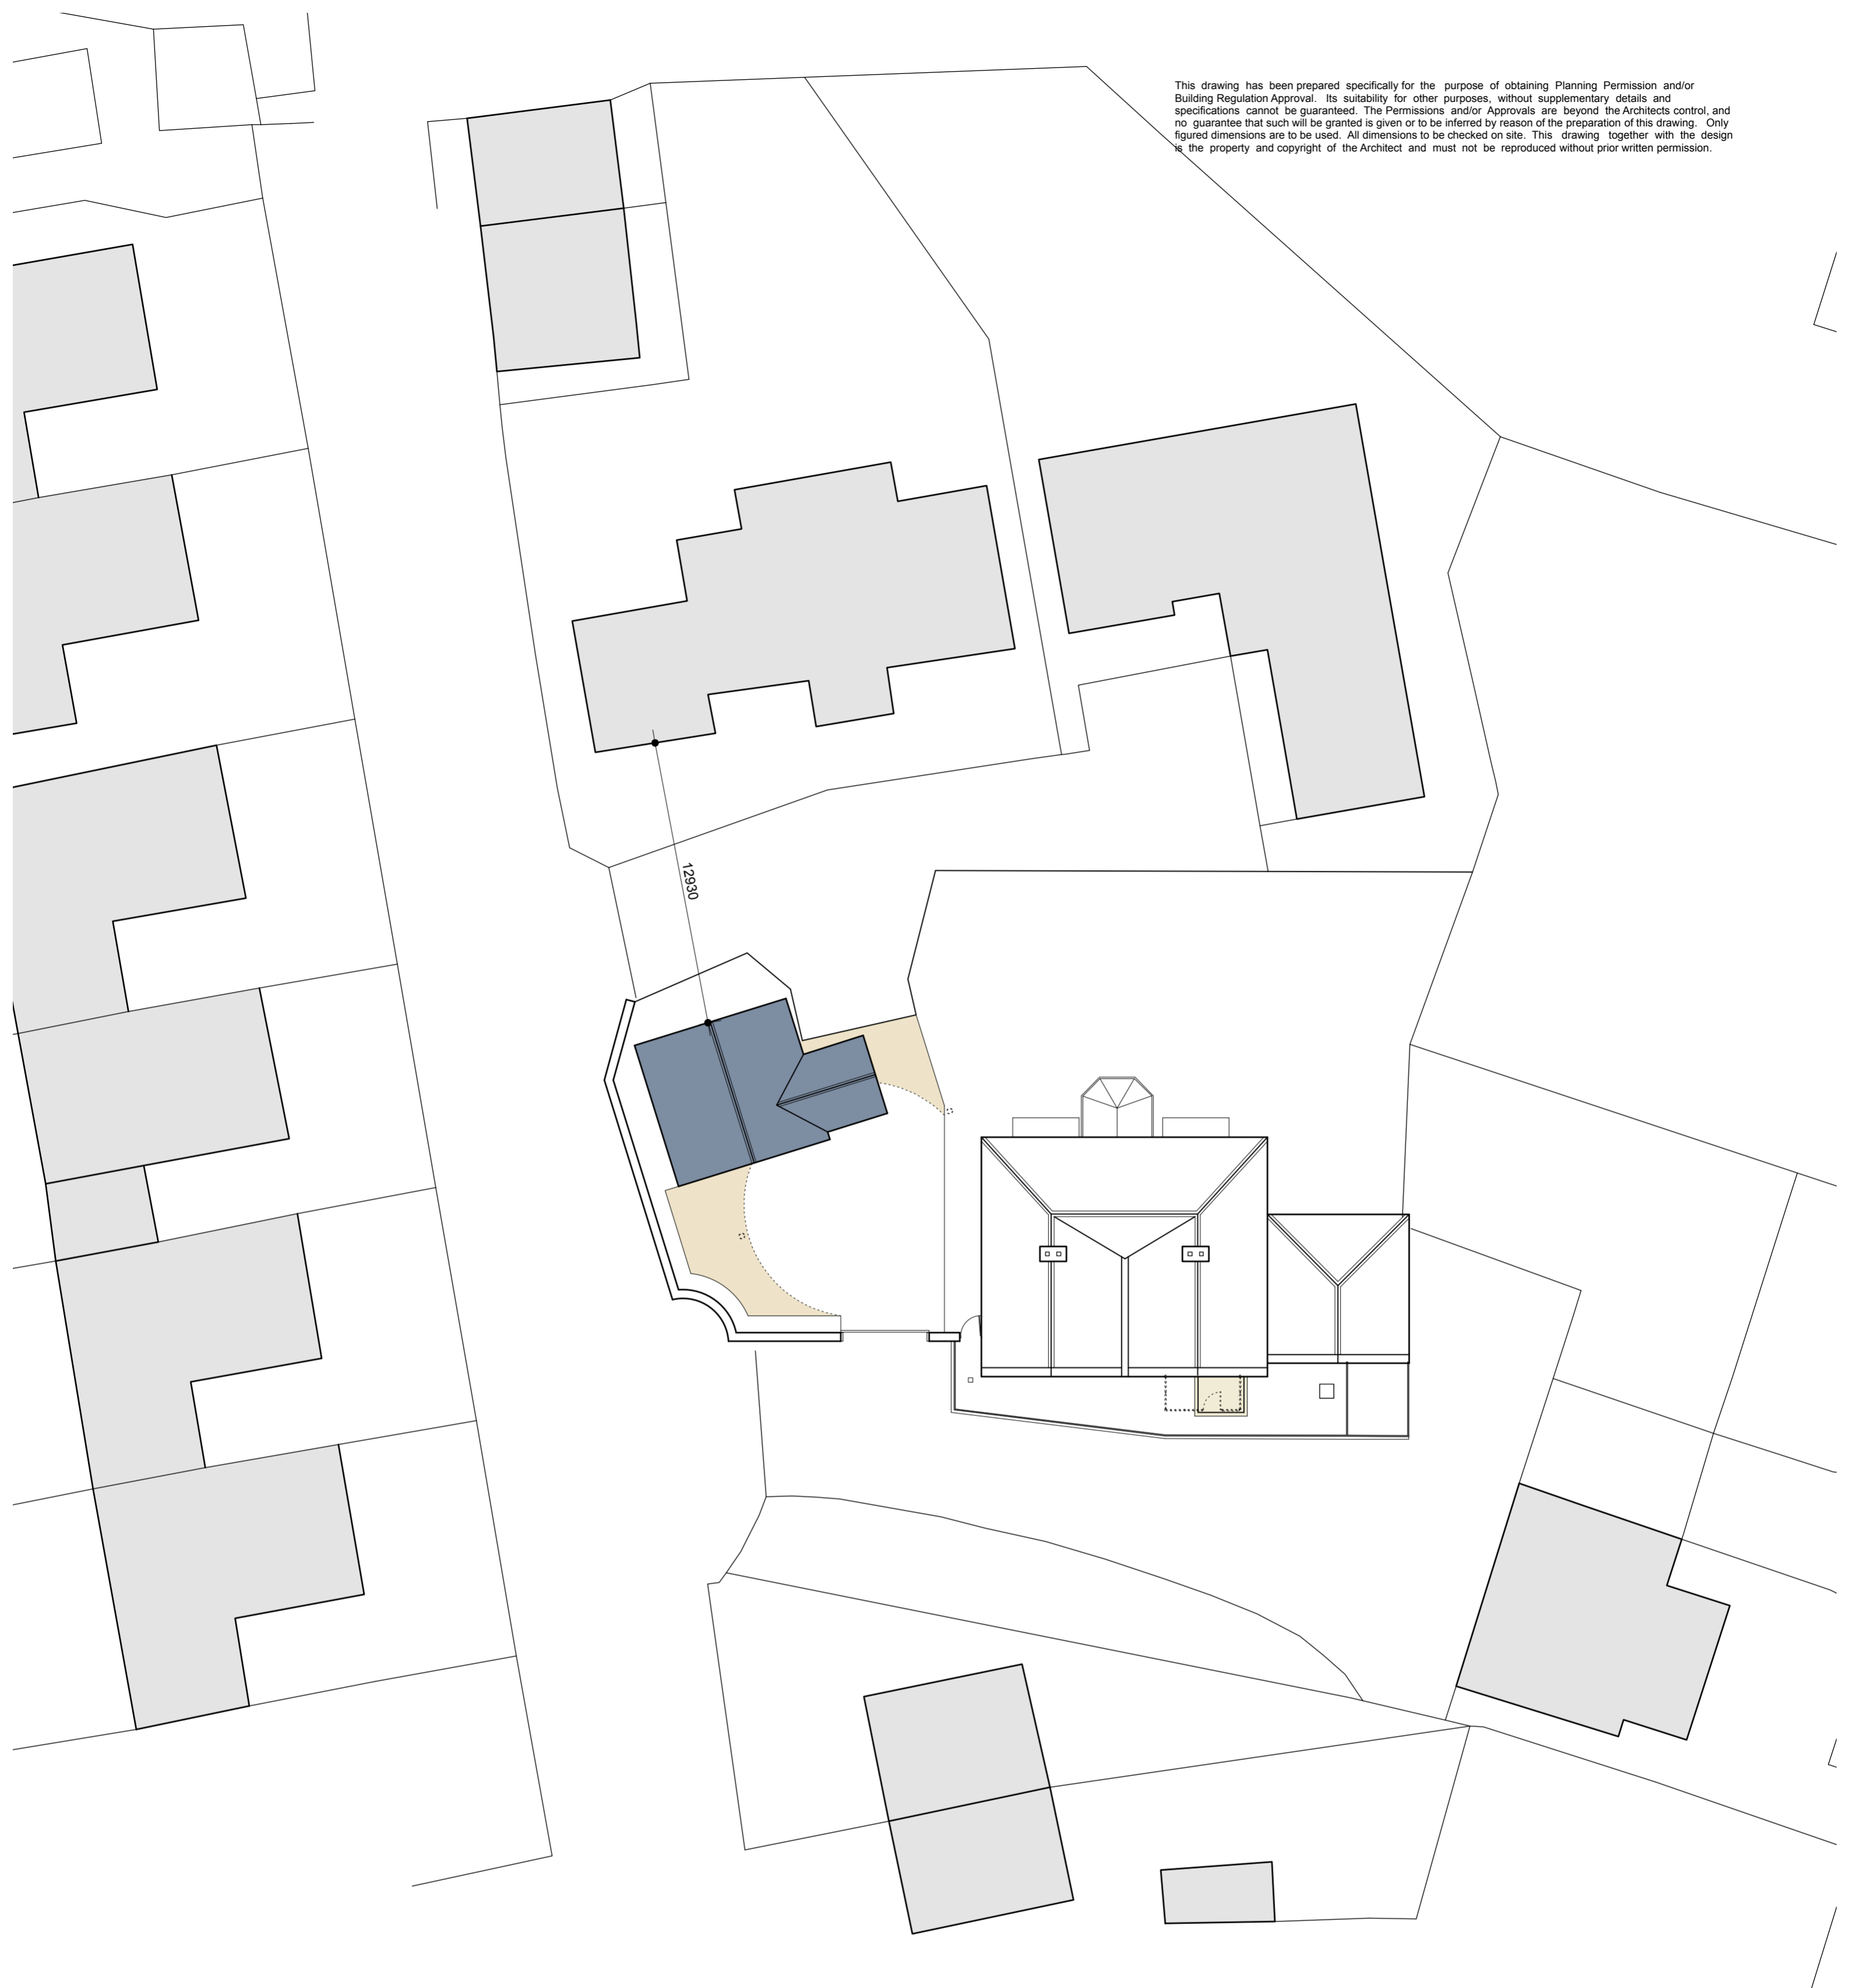 This drawing has been prepared specifically for the purpose of obtaining Planning Permission and/or
Building Regulation Approval. Its suitability for other purposes, without supplementary details and
specifications cannot be guaranteed. The Permissions and/or Approvals are beyond the Architects control, and
no guarantee that such will be granted is given or to be inferred by reason of the preparation of this drawing. Only
figured dimensions are to be used. All dimensions to be checked on site. This drawing together with the design
is the property and copyright of the Architect and must not be reproduced without prior written permission.
12930